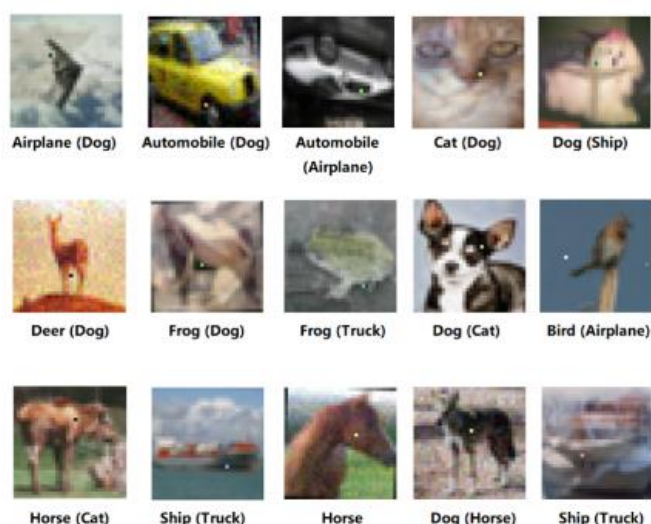 Airplane (Dog) Automobile (Dog) Automobile Cat (Dog) Dog (Ship)
(Airplane)
Deer (Dog) Frog (Dog) Frog (Truck) Dog (Cat) Bird (Airplane)
Horse (Cat) Ship (Truck) Horse Dog (Horse) Ship (Truck)